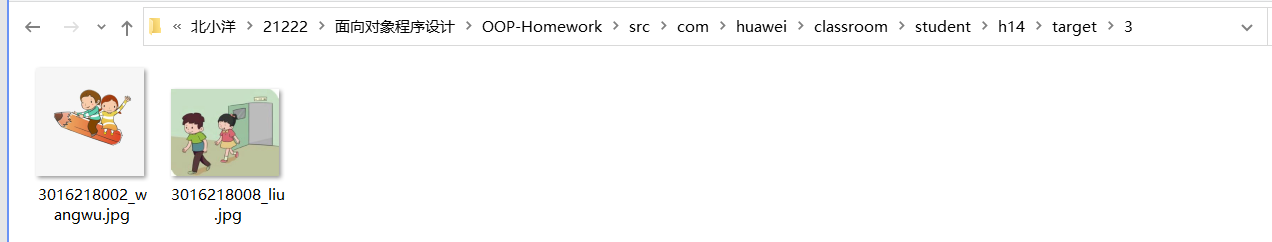 « 北小洋 > 21222 > 面向对象程序设计 > OOP-Homework > src > com > huawei > classroom > student > h14 > target > 3
3016218002_w
angwu.jpg
3016218008_liu
.jpg